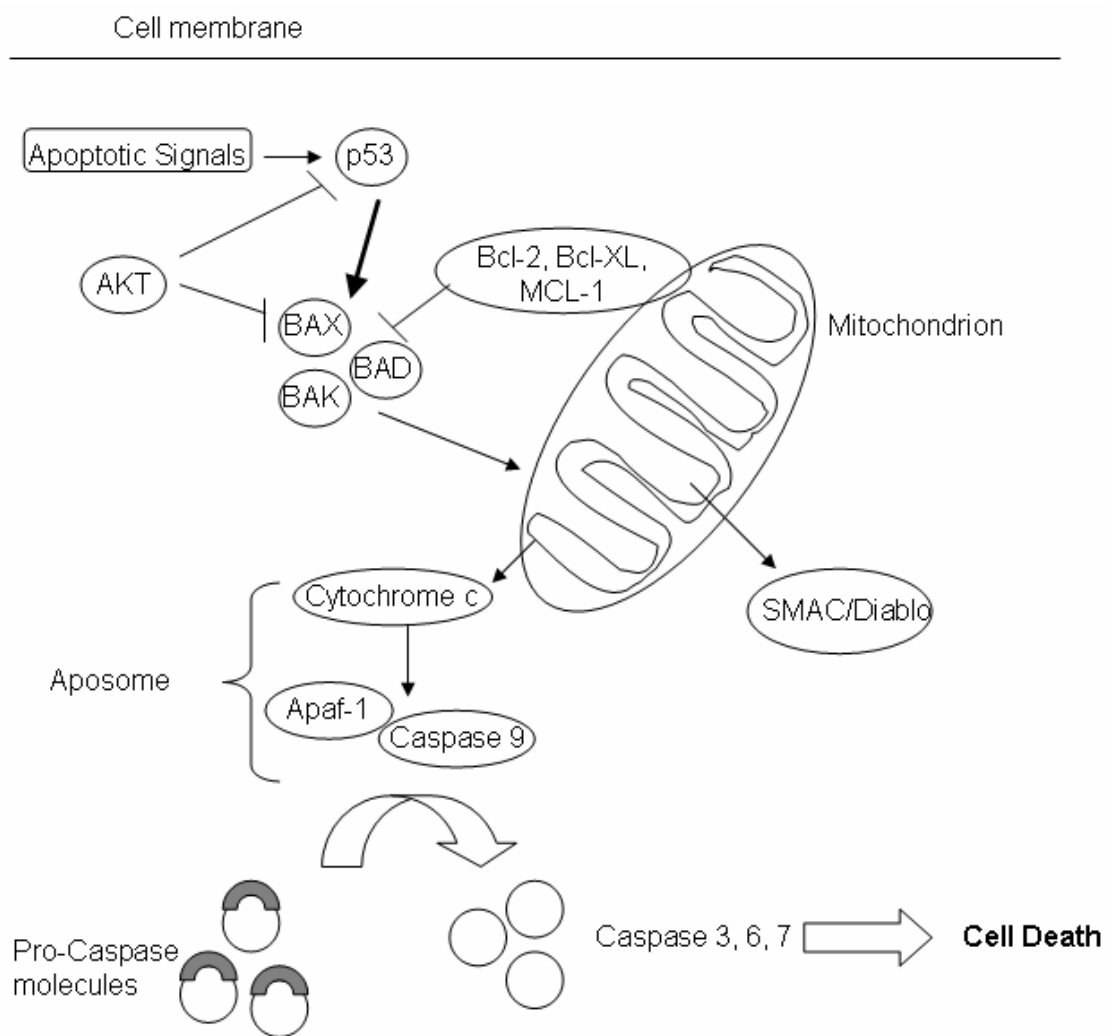 Cell membrane
Apoptotic Signals
p53
AKT
Bcl-2, Bcl-XL,
MCL-1
BAX
Mitochondrion
BAD
BAK
Cytochrome c
SMAC/Diablo
Aposome
Apaf-1
Caspase 9
Pro-Caspase
molecules
Caspase 3, 6, 7
Cell Death